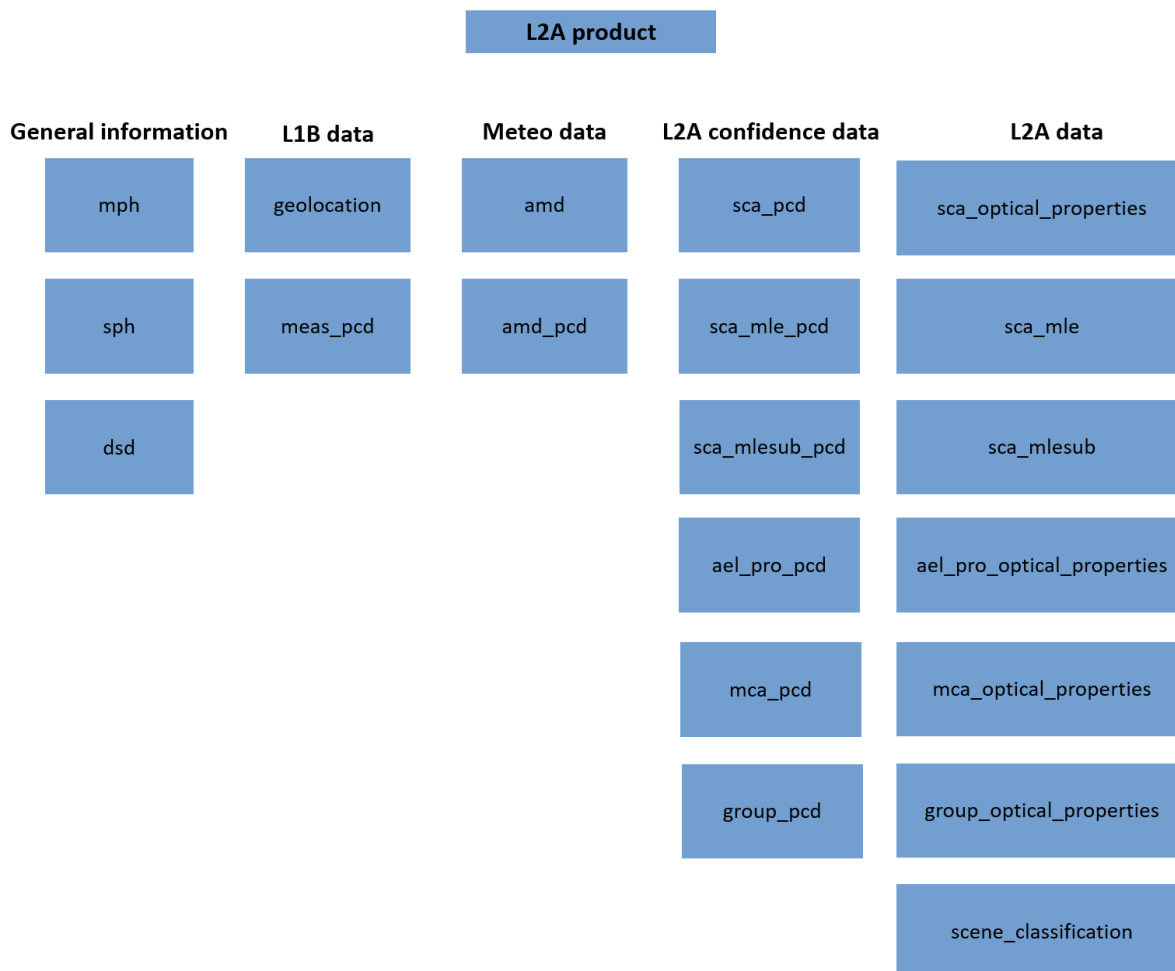 L2A product
General information
L1B data
Meteo data
L2A confidence data
L2A data
mph
geolocation
amd
sca_pcd
sca_optical_properties
sph
meas_pcd
amd_pcd
sca_mle_pcd
sca_mle
dsd
sca_mlesub_pcd
sca_mlesub
ael_pro_pcd
ael_pro_optical_properties
mca_pcd
mca_optical_properties
group_pcd
group_optical_properties
scene_classification